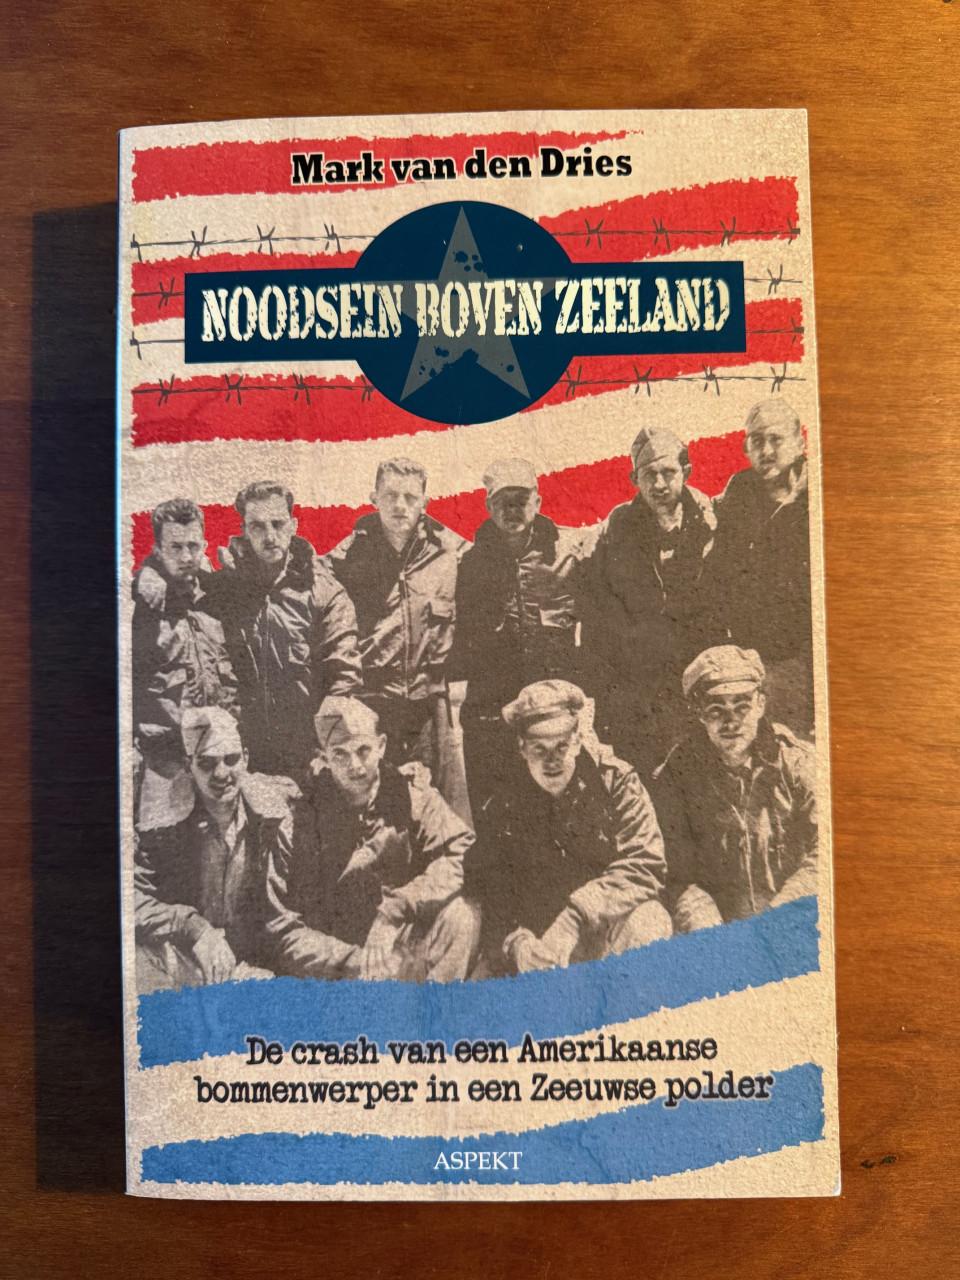 Mark van den Dries
NOODSEIN BOVEN ZEELAND
De crash van een Amerikaanse
bommenwerper in een Zeeuwse polder
ASPEKT